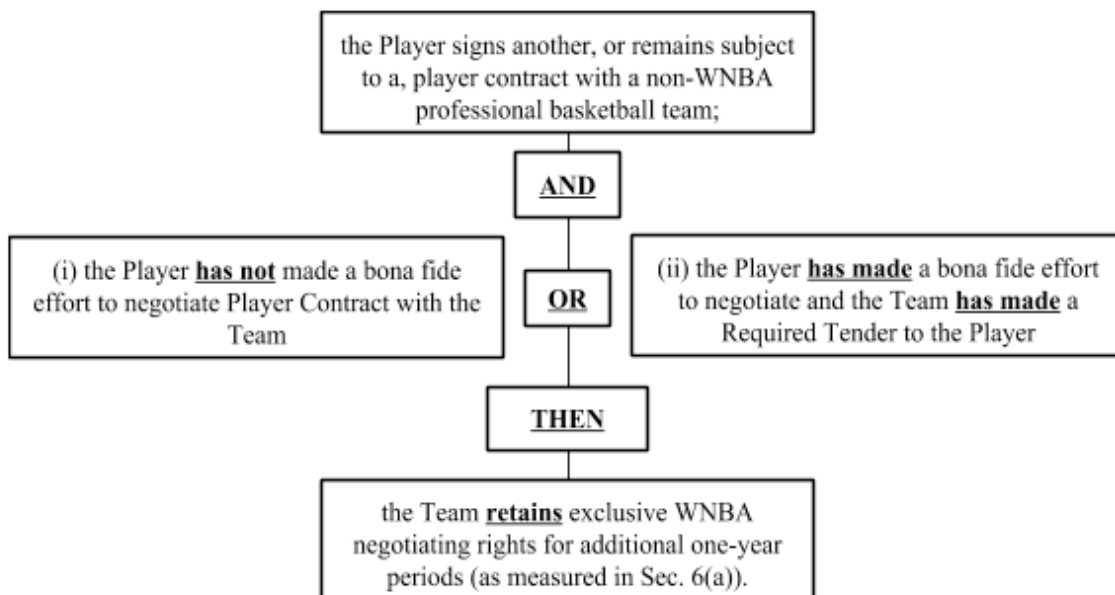 the Player signs another, or remains subject
to a, player contract with a non-WNBA
professional basketball team;
AND
(i) the Player has not made a bona fide
effort to negotiate Player Contract with the
Team
OR
(ii) the Player has made a bona fide effort
to negotiate and the Team has made a
Required Tender to the Player
THEN
the Team retains exclusive WNBA
negotiating rights for additional one-year
periods (as measured in Sec. 6(a)).